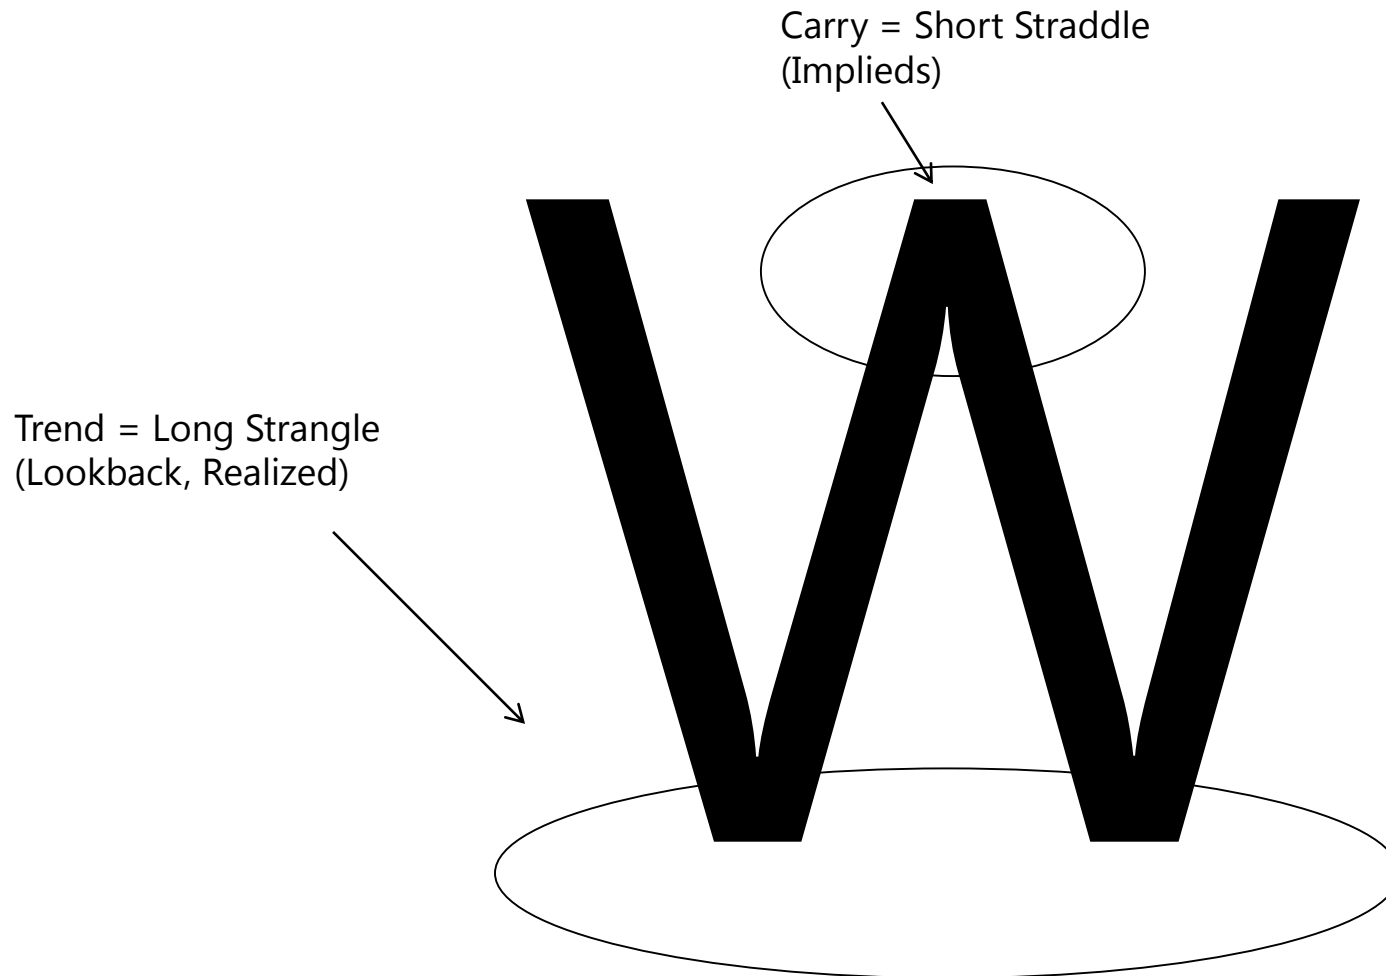 Carry = Short Straddle
(Implieds)
W
Trend = Long Strangle
(Lookback, Realized)